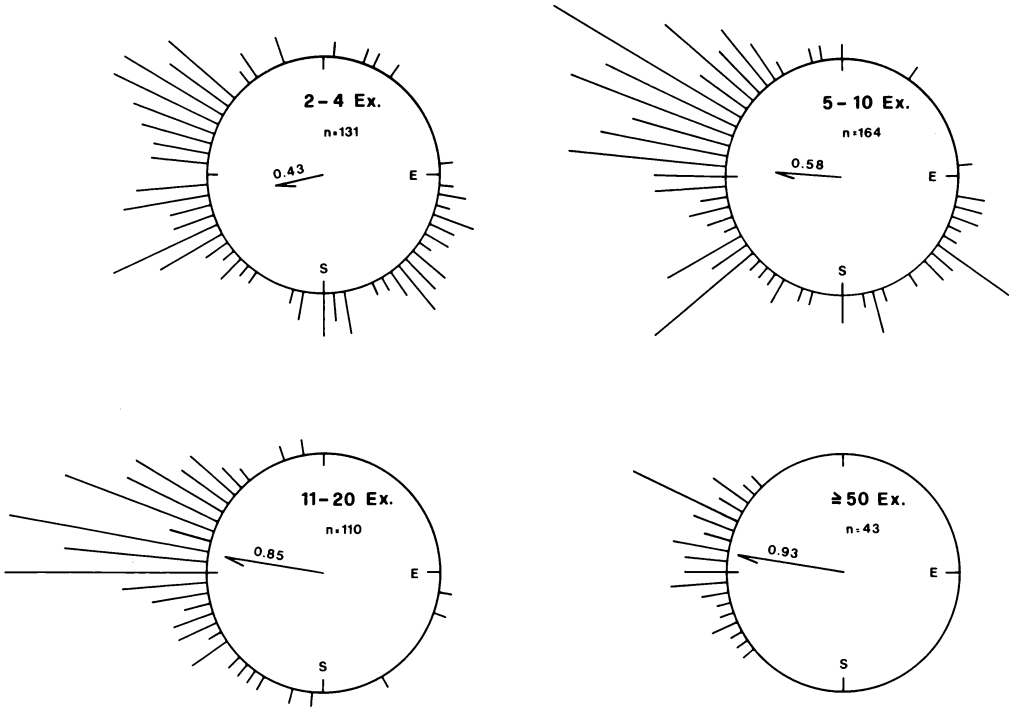 2–4 Ex.
n=131
0.43
E
S
5–10 Ex.
n=164
0.58
E
S
11–20 Ex.
n=110
0.85
E
S
≧50 Ex.
n=43
0.93
E
S